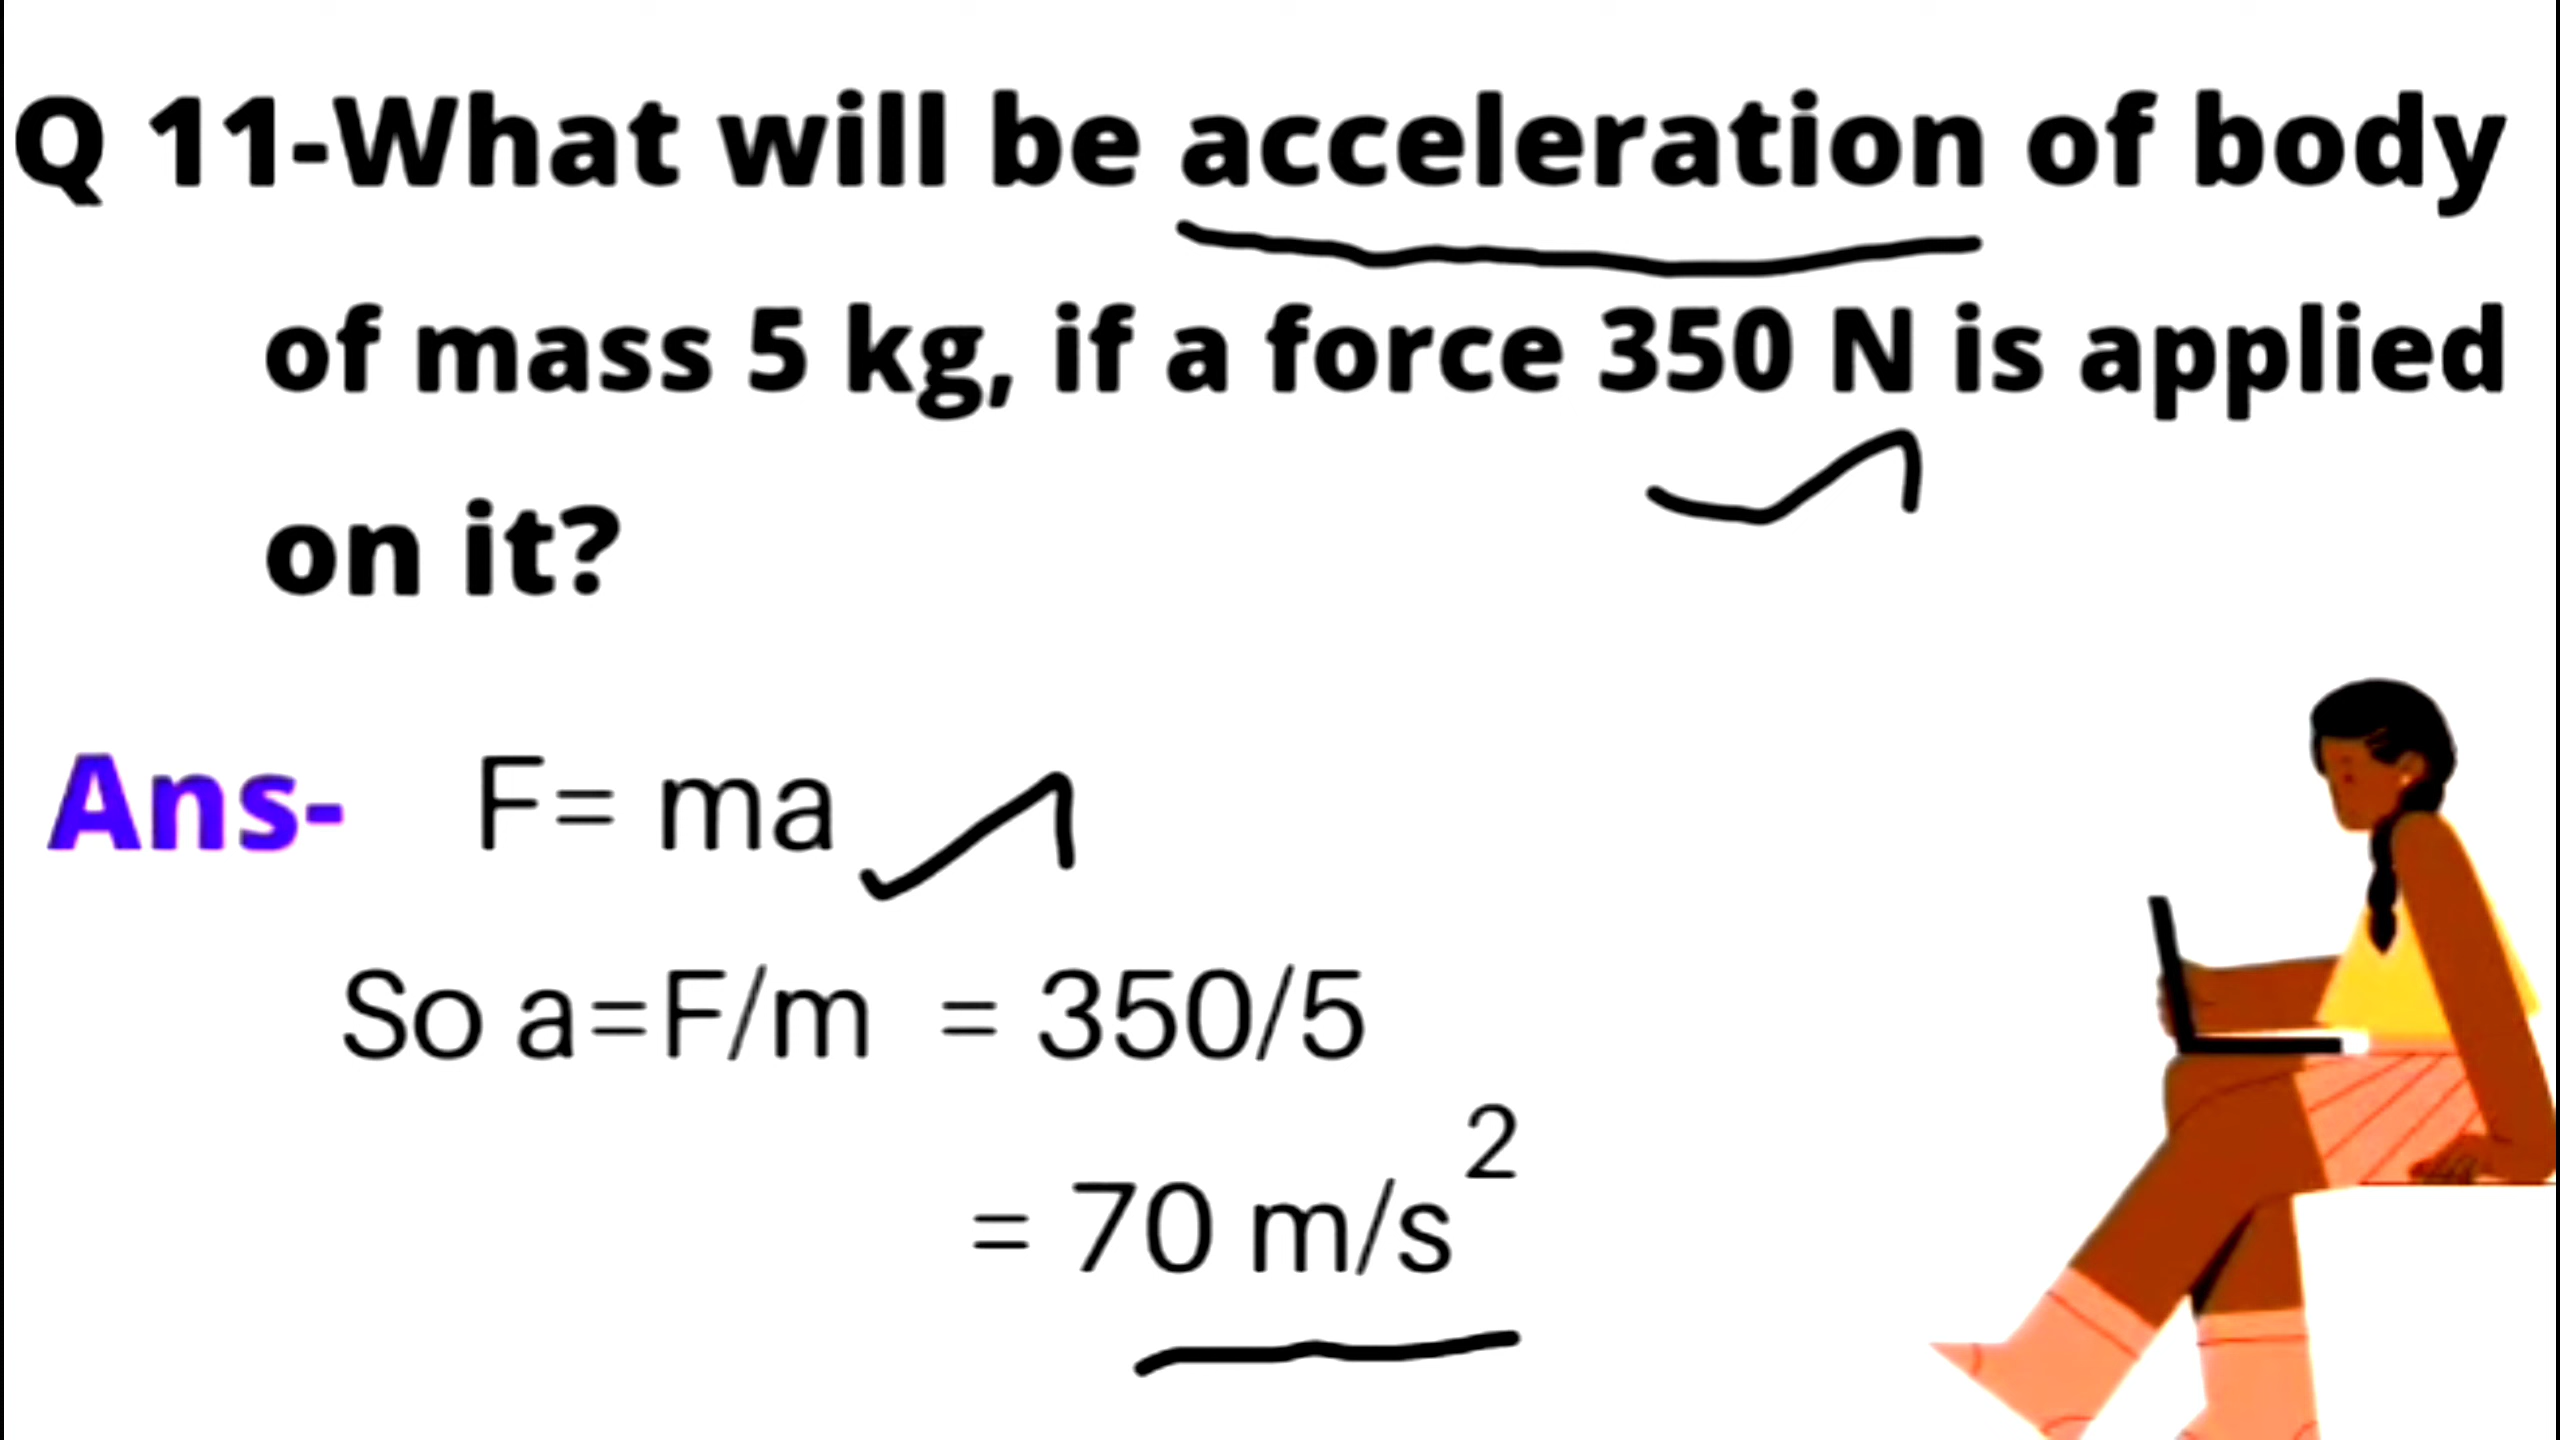 Q 11-What will be acceleration of body
of mass 5 kg, if a force 350 N is applied
on it?
Ans- F= ma
So a=F/m = 350/5
= 70 m/s²